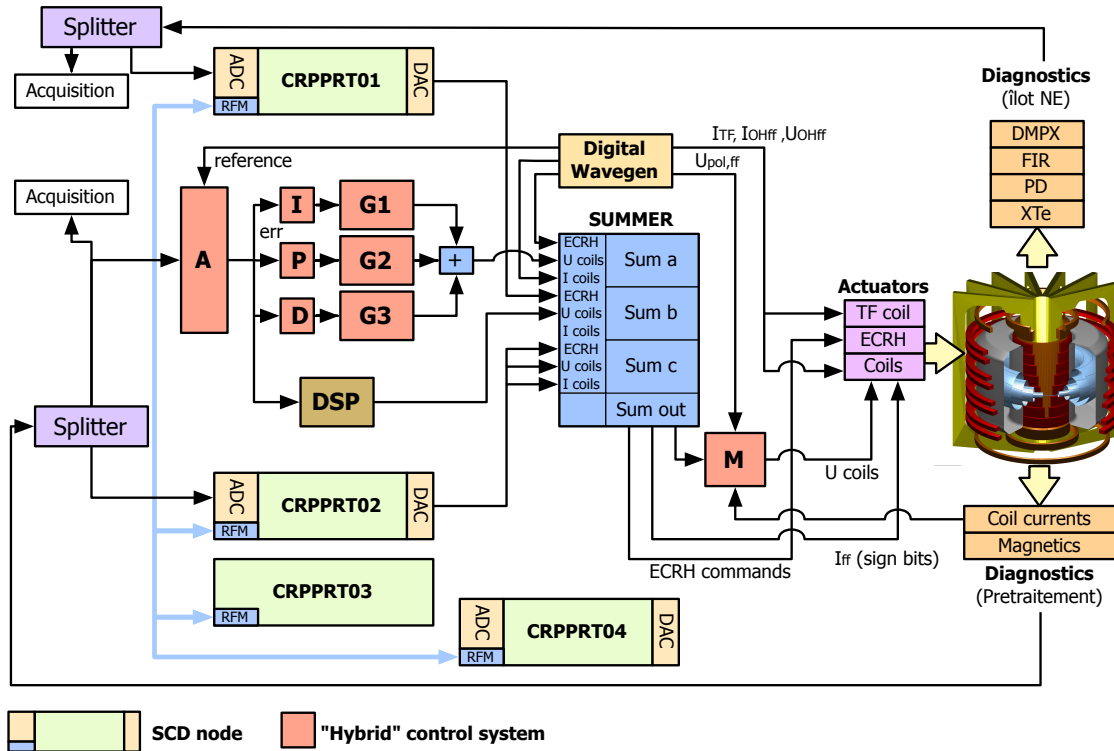 Splitter
Acquisition
ADC
RFM
CRPPRT01
DAC
Diagnostics
(îlot NE)
DMPX
FIR
PD
XTe
ITF, IOHff ,UOHff
Upol,ff
Digital
Wavegen
reference
Acquisition
A
err
I
G1
P
G2
D
G3
+
DSP
SUMMER
ECRH
U coils
I coils
Sum a
ECRH
U coils
I coils
Sum b
ECRH
U coils
I coils
Sum c
Sum out
Actuators
TF coil
ECRH
Coils
Splitter
M
U coils
ADC
RFM
CRPPRT02
DAC
Coil currents
Magnetics
Diagnostics
(Pretraitement)
Iff (sign bits)
ECRH commands
CRPPRT03
RFM
ADC
RFM
CRPPRT04
DAC
SCD node
"Hybrid" control system